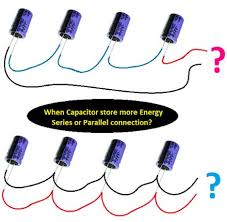 ?
When Capacitor store more Energy
Series or Parallel connection?
?